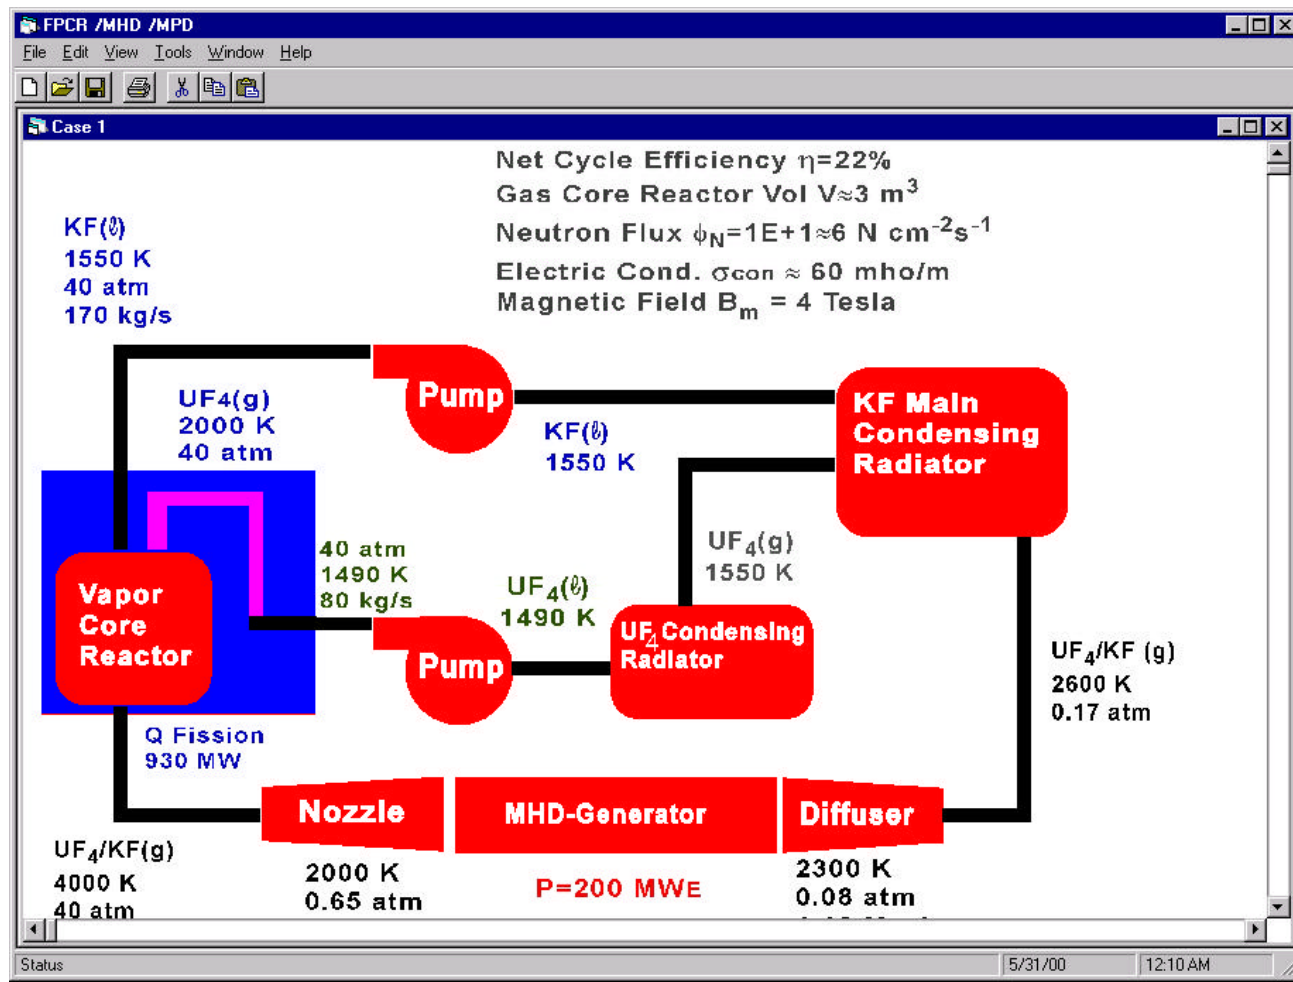 FPCR /MHD /MPD
File Edit View Tools Window Help
Case 1
Net Cycle Efficiency η=22%
Gas Core Reactor Vol V≈3 m³
Neutron Flux ϕN=1E+1≈6 N cm⁻²s⁻¹
Electric Cond. σcon ≈ 60 mho/m
Magnetic Field Bm = 4 Tesla
KF(ℓ)
1550 K
40 atm
170 kg/s
UF4(g)
2000 K
40 atm
Pump
KF(ℓ)
1550 K
KF Main
Condensing
Radiator
UF₄(g)
1550 K
40 atm
1490 K
80 kg/s
UF₄(ℓ)
1490 K
Vapor
Core
Reactor
Pump
UF₄ Condensing
Radiator
UF₄/KF (g)
2600 K
0.17 atm
Q Fission
930 MW
Nozzle
MHD-Generator
Diffuser
UF₄/KF(g)
4000 K
40 atm
2000 K
0.65 atm
P=200 MWE
2300 K
0.08 atm
Status
5/31/00
12:10 AM